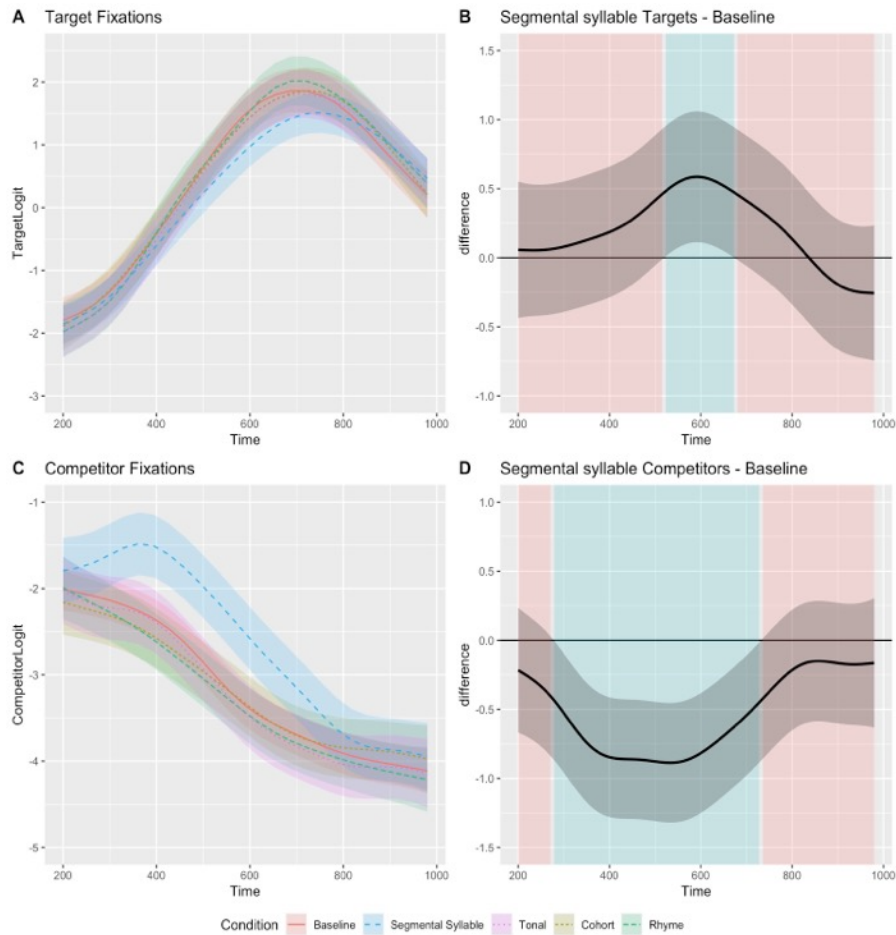 A Target Fixations
TargetLogit
2
1
0
-1
-2
-3
200 400 600 800 1000
Time
B Segmental syllable Targets - Baseline
difference
1.5
1.0
0.5
0.0
-0.5
-1.0
200 400 600 800 1000
Time
C Competitor Fixations
CompetitorLogit
-1
-2
-3
-4
-5
200 400 600 800 1000
Time
D Segmental syllable Competitors - Baseline
difference
1.0
0.5
0.0
-0.5
-1.0
-1.5
200 400 600 800 1000
Time
Condition Baseline Segmental Syllable Tonal Cohort Rhyme